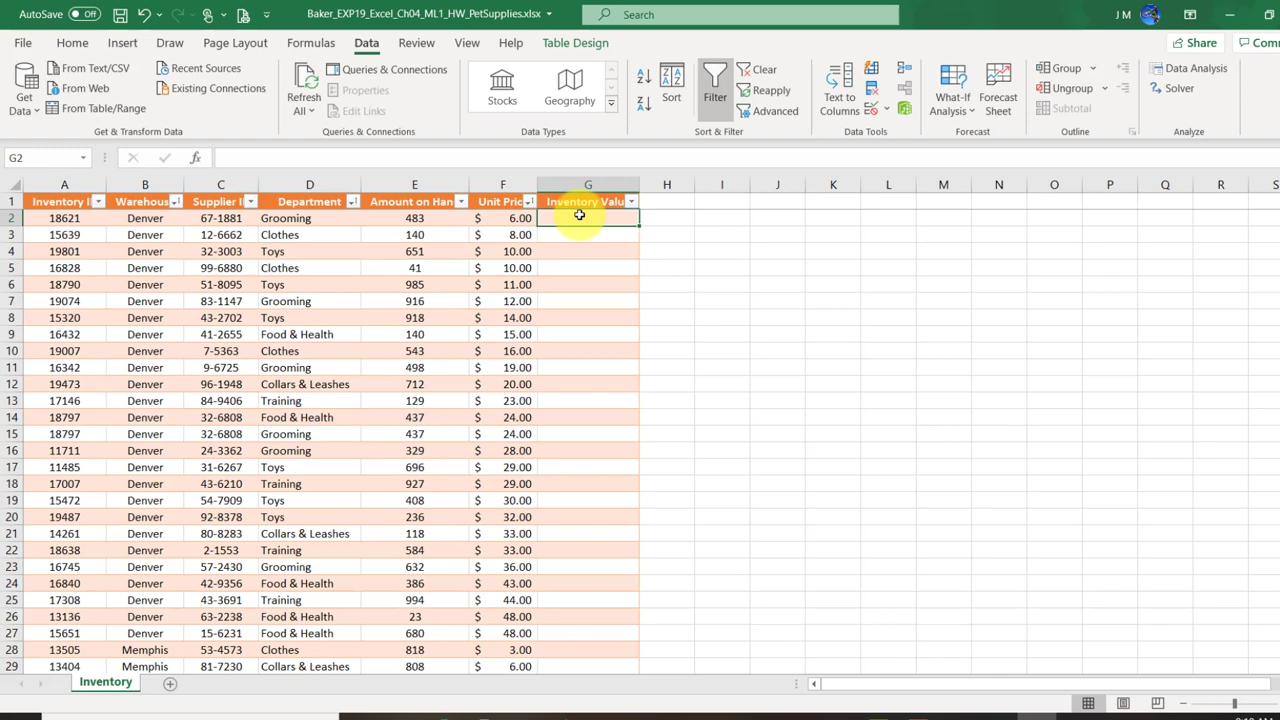 AutoSave Off Baker_EXP19_Excel_Ch04_ML1_HW_PetSupplies.xlsx Search J M
File Home Insert Draw Page Layout Formulas Data Review View Help Table Design Share Comm
Get Data From Text/CSV From Web From Table/Range Recent Sources Existing Connections
Refresh All Queries & Connections Properties Edit Links
Stocks Geography
Sort Filter Clear Reapply Advanced
Text to Columns
What-If Analysis Forecast Sheet
Group Ungroup Subtotal
Data Analysis Solver
Get & Transform Data Queries & Connections Data Types Sort & Filter Data Tools Forecast Outline Analyze
G2 fx
A B C D E F G H I J K L M N O P Q R S
1 Inventory I Warehous Supplier I Department Amount on Han Unit Pric Inventory Valu
2 18621 Denver 67-1881 Grooming 483 $ 6.00
3 15639 Denver 12-6662 Clothes 140 $ 8.00
4 19801 Denver 32-3003 Toys 651 $ 10.00
5 16828 Denver 99-6880 Clothes 41 $ 10.00
6 18790 Denver 51-8095 Toys 985 $ 11.00
7 19074 Denver 83-1147 Grooming 916 $ 12.00
8 15320 Denver 43-2702 Toys 918 $ 14.00
9 16432 Denver 41-2655 Food & Health 140 $ 15.00
10 19007 Denver 7-5363 Clothes 543 $ 16.00
11 16342 Denver 9-6725 Grooming 498 $ 19.00
12 19473 Denver 96-1948 Collars & Leashes 712 $ 20.00
13 17146 Denver 84-9406 Training 129 $ 23.00
14 18797 Denver 32-6808 Food & Health 437 $ 24.00
15 18797 Denver 32-6808 Grooming 437 $ 24.00
16 11711 Denver 24-3362 Grooming 329 $ 28.00
17 11485 Denver 31-6267 Toys 696 $ 29.00
18 17007 Denver 43-6210 Training 927 $ 29.00
19 15472 Denver 54-7909 Toys 408 $ 30.00
20 19487 Denver 92-8378 Toys 236 $ 32.00
21 14261 Denver 80-8283 Collars & Leashes 118 $ 33.00
22 18638 Denver 2-1553 Training 584 $ 33.00
23 16745 Denver 57-2430 Grooming 632 $ 36.00
24 16840 Denver 42-9356 Food & Health 386 $ 43.00
25 17308 Denver 43-3691 Training 994 $ 44.00
26 13136 Denver 63-2238 Food & Health 23 $ 48.00
27 15651 Denver 15-6231 Food & Health 680 $ 48.00
28 13505 Memphis 53-4573 Clothes 818 $ 3.00
29 13404 Memphis 81-7230 Collars & Leashes 808 $ 6.00
Inventory